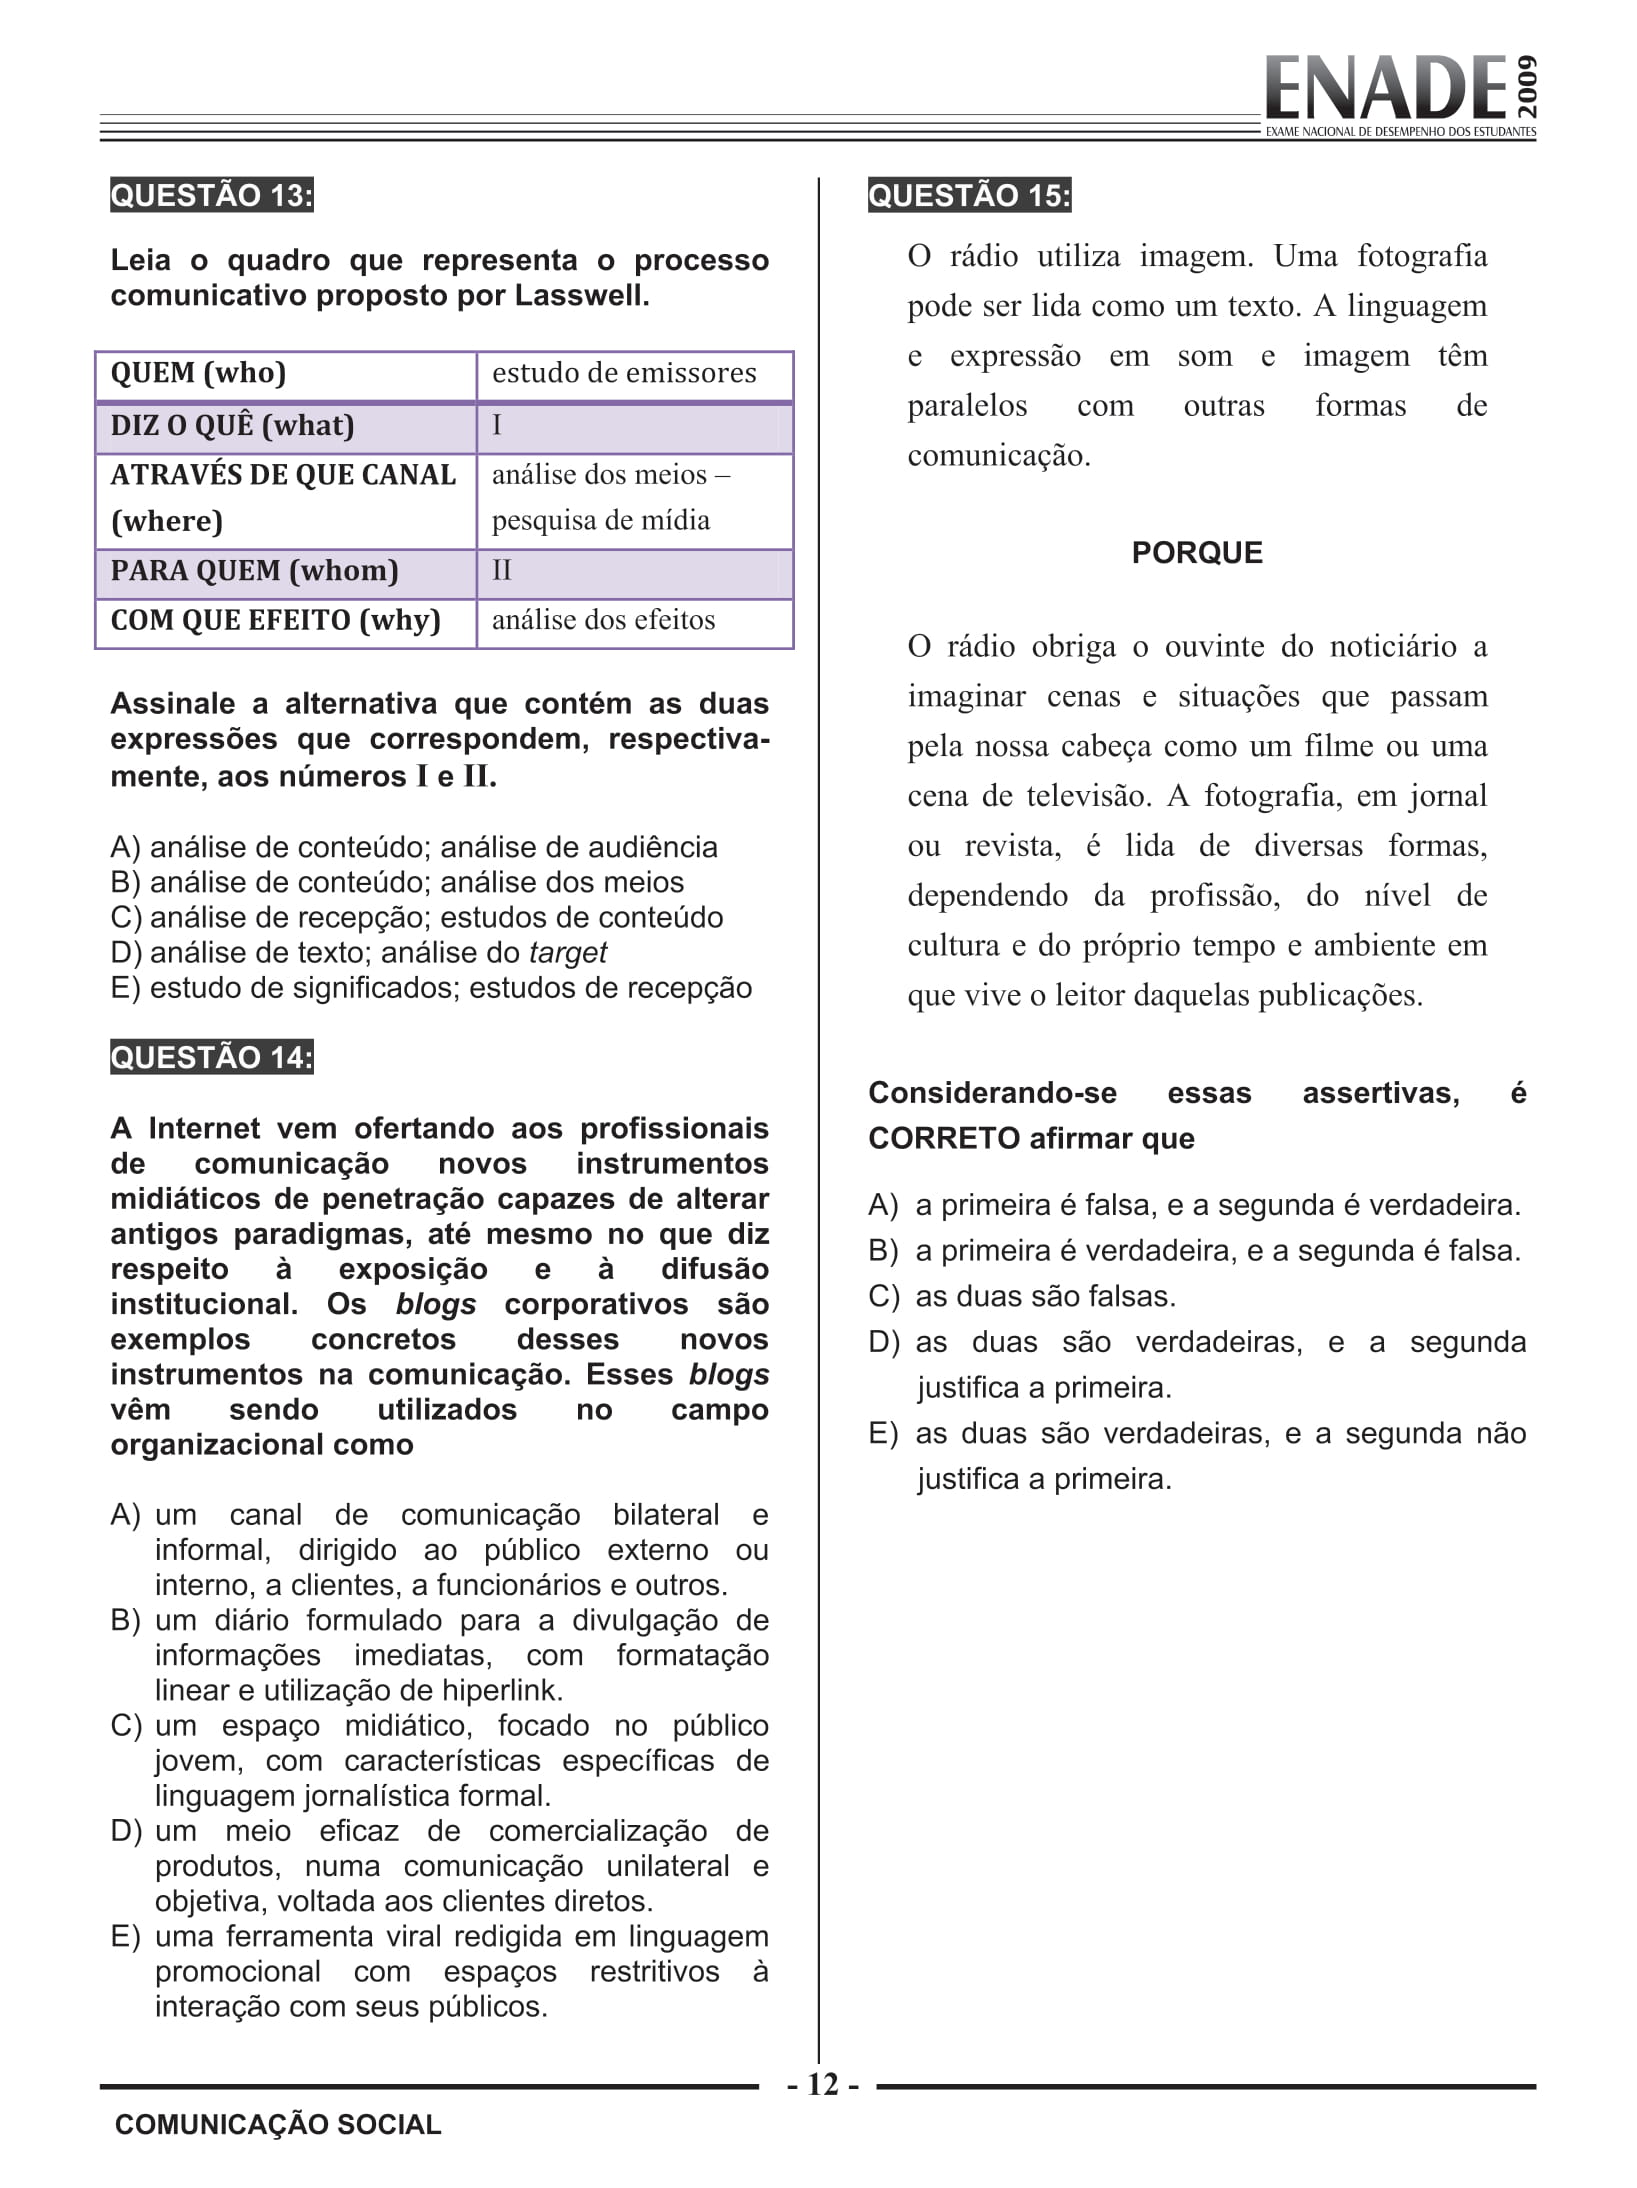 ENADE
2009
EXAME NACIONAL DE DESEMPENHO DOS ESTUDANTES
QUESTÃO 13:
Leia o quadro que representa o processo
comunicativo proposto por Lasswell.
QUEM (who) estudo de emissores
DIZ O QUÊ (what) I
ATRAVÉS DE QUE CANAL análise dos meios –
(where) pesquisa de mídia
PARA QUEM (whom) II
COM QUE EFEITO (why) análise dos efeitos
Assinale a alternativa que contém as duas
expressões que correspondem, respectiva-
mente, aos números I e II.
A) análise de conteúdo; análise de audiência
B) análise de conteúdo; análise dos meios
C) análise de recepção; estudos de conteúdo
D) análise de texto; análise do target
E) estudo de significados; estudos de recepção
QUESTÃO 14:
A Internet vem ofertando aos profissionais
de comunicação novos instrumentos
midiáticos de penetração capazes de alterar
antigos paradigmas, até mesmo no que diz
respeito à exposição e à difusão
institucional. Os blogs corporativos são
exemplos concretos desses novos
instrumentos na comunicação. Esses blogs
vêm sendo utilizados no campo
organizacional como
A) um canal de comunicação bilateral e
informal, dirigido ao público externo ou
interno, a clientes, a funcionários e outros.
B) um diário formulado para a divulgação de
informações imediatas, com formatação
linear e utilização de hiperlink.
C) um espaço midiático, focado no público
jovem, com características específicas de
linguagem jornalística formal.
D) um meio eficaz de comercialização de
produtos, numa comunicação unilateral e
objetiva, voltada aos clientes diretos.
E) uma ferramenta viral redigida em linguagem
promocional com espaços restritivos à
interação com seus públicos.
QUESTÃO 15:
O rádio utiliza imagem. Uma fotografia
pode ser lida como um texto. A linguagem
e expressão em som e imagem têm
paralelos com outras formas de
comunicação.
PORQUE
O rádio obriga o ouvinte do noticiário a
imaginar cenas e situações que passam
pela nossa cabeça como um filme ou uma
cena de televisão. A fotografia, em jornal
ou revista, é lida de diversas formas,
dependendo da profissão, do nível de
cultura e do próprio tempo e ambiente em
que vive o leitor daquelas publicações.
Considerando-se essas assertivas, é
CORRETO afirmar que
A) a primeira é falsa, e a segunda é verdadeira.
B) a primeira é verdadeira, e a segunda é falsa.
C) as duas são falsas.
D) as duas são verdadeiras, e a segunda
justifica a primeira.
E) as duas são verdadeiras, e a segunda não
justifica a primeira.
- 12 -
COMUNICAÇÃO SOCIAL